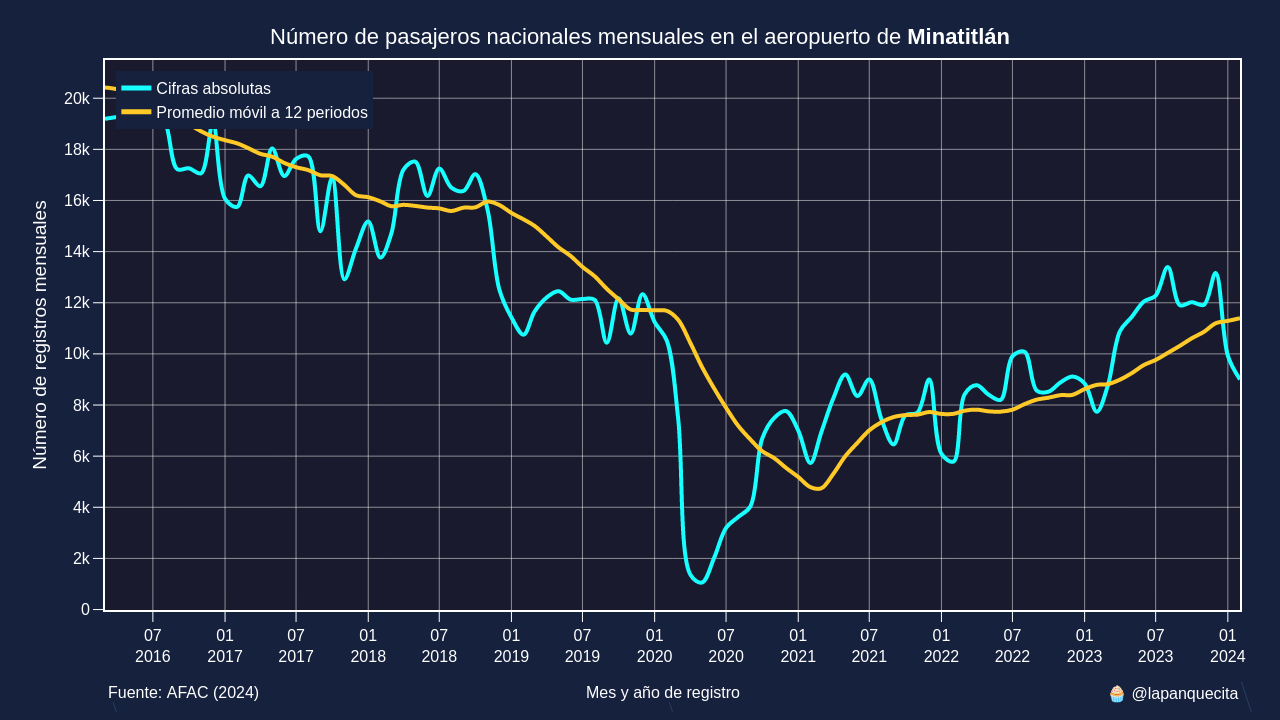 Número de pasajeros nacionales mensuales en el aeropuerto de Minatitlán
Cifras absolutas
Promedio móvil a 12 periodos
Número de registros mensuales
20k
18k
16k
14k
12k
10k
8k
6k
4k
2k
0
07 01 07 01 07 01 07 01 07 01 07 01 07 01 07 01
2016 2017 2017 2018 2018 2019 2019 2020 2020 2021 2021 2022 2022 2023 2023 2024
Fuente: AFAC (2024)
Mes y año de registro
🧁 @lapanquecita